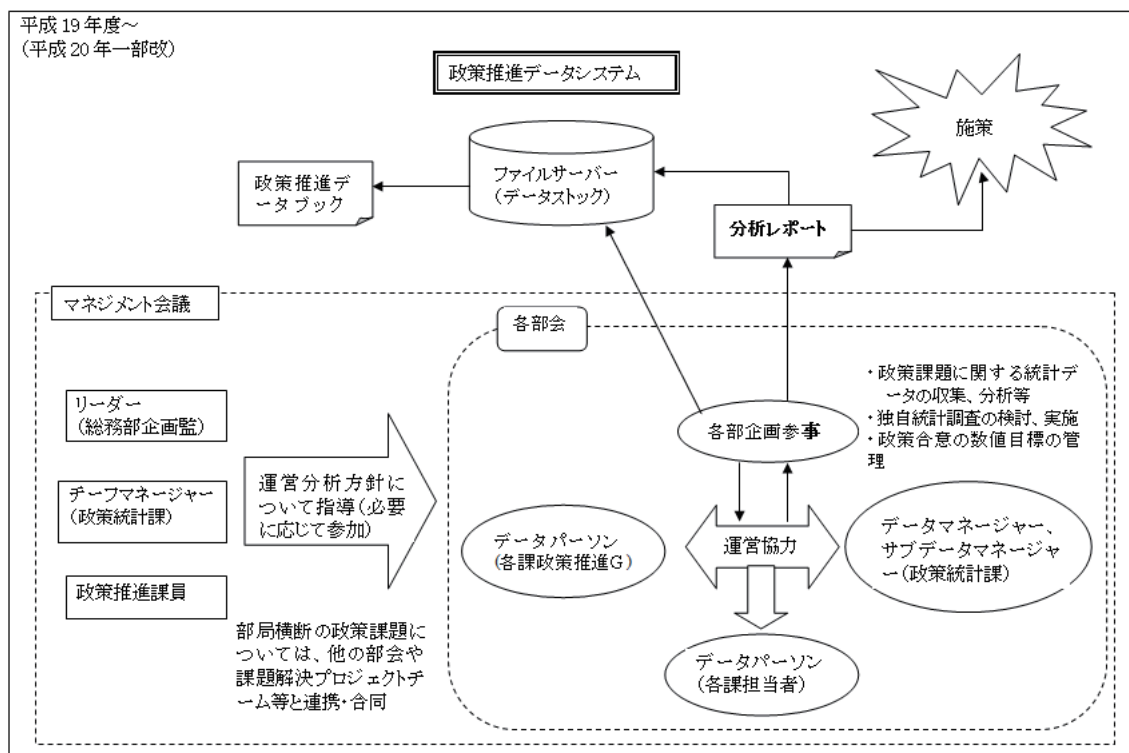 平成19年度～
(平成20年一部改)
政策推進データシステム
施策
ファイルサーバー
(データストック)
政策推進デ
ータブック
分析レポート
マネジメント会議
各部会
リーダー
(総務部企画監)
チーフマネージャー
(政策統計課)
政策推進課員
運営分析方針に
ついて指導(必要
に応じて参加)
部局横断の政策課題に
ついては、他の部会や
課題解決プロジェクトチ
ーム等と連携・合同
各部企画参事
・政策課題に関する統計デ
ータの収集、分析等
・独自統計調査の検討、実施
・政策合意の数値目標の管
理
データパーソン
(各課政策推進G)
運営協力
データマネージャー、
サブデータマネージャ
ー(政策統計課)
データパーソン
(各課担当者)